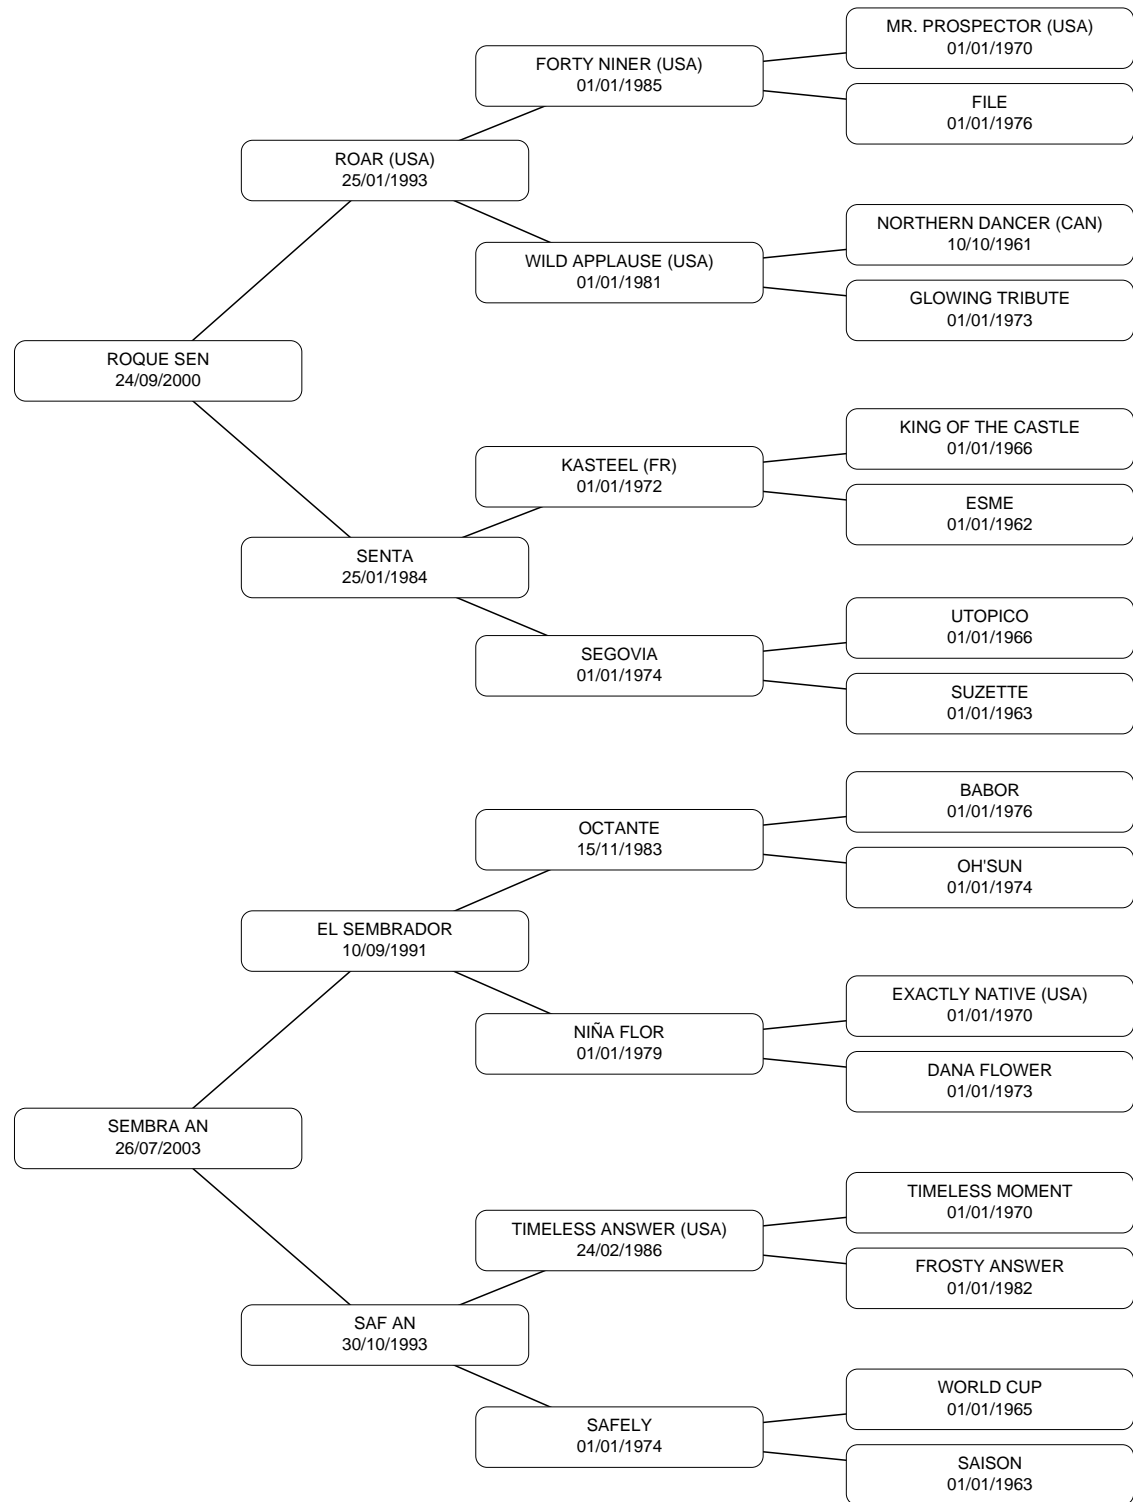 MR. PROSPECTOR (USA)
01/01/1970
FORTY NINER (USA)
01/01/1985
FILE
01/01/1976
ROAR (USA)
25/01/1993
NORTHERN DANCER (CAN)
10/10/1961
WILD APPLAUSE (USA)
01/01/1981
GLOWING TRIBUTE
01/01/1973
ROQUE SEN
24/09/2000
KING OF THE CASTLE
01/01/1966
KASTEEL (FR)
01/01/1972
ESME
01/01/1962
SENTA
25/01/1984
UTOPICO
01/01/1966
SEGOVIA
01/01/1974
SUZETTE
01/01/1963
BABOR
01/01/1976
OCTANTE
15/11/1983
OH'SUN
01/01/1974
EL SEMBRADOR
10/09/1991
EXACTLY NATIVE (USA)
01/01/1970
NIÑA FLOR
01/01/1979
DANA FLOWER
01/01/1973
SEMBRA AN
26/07/2003
TIMELESS MOMENT
01/01/1970
TIMELESS ANSWER (USA)
24/02/1986
FROSTY ANSWER
01/01/1982
SAF AN
30/10/1993
WORLD CUP
01/01/1965
SAFELY
01/01/1974
SAISON
01/01/1963